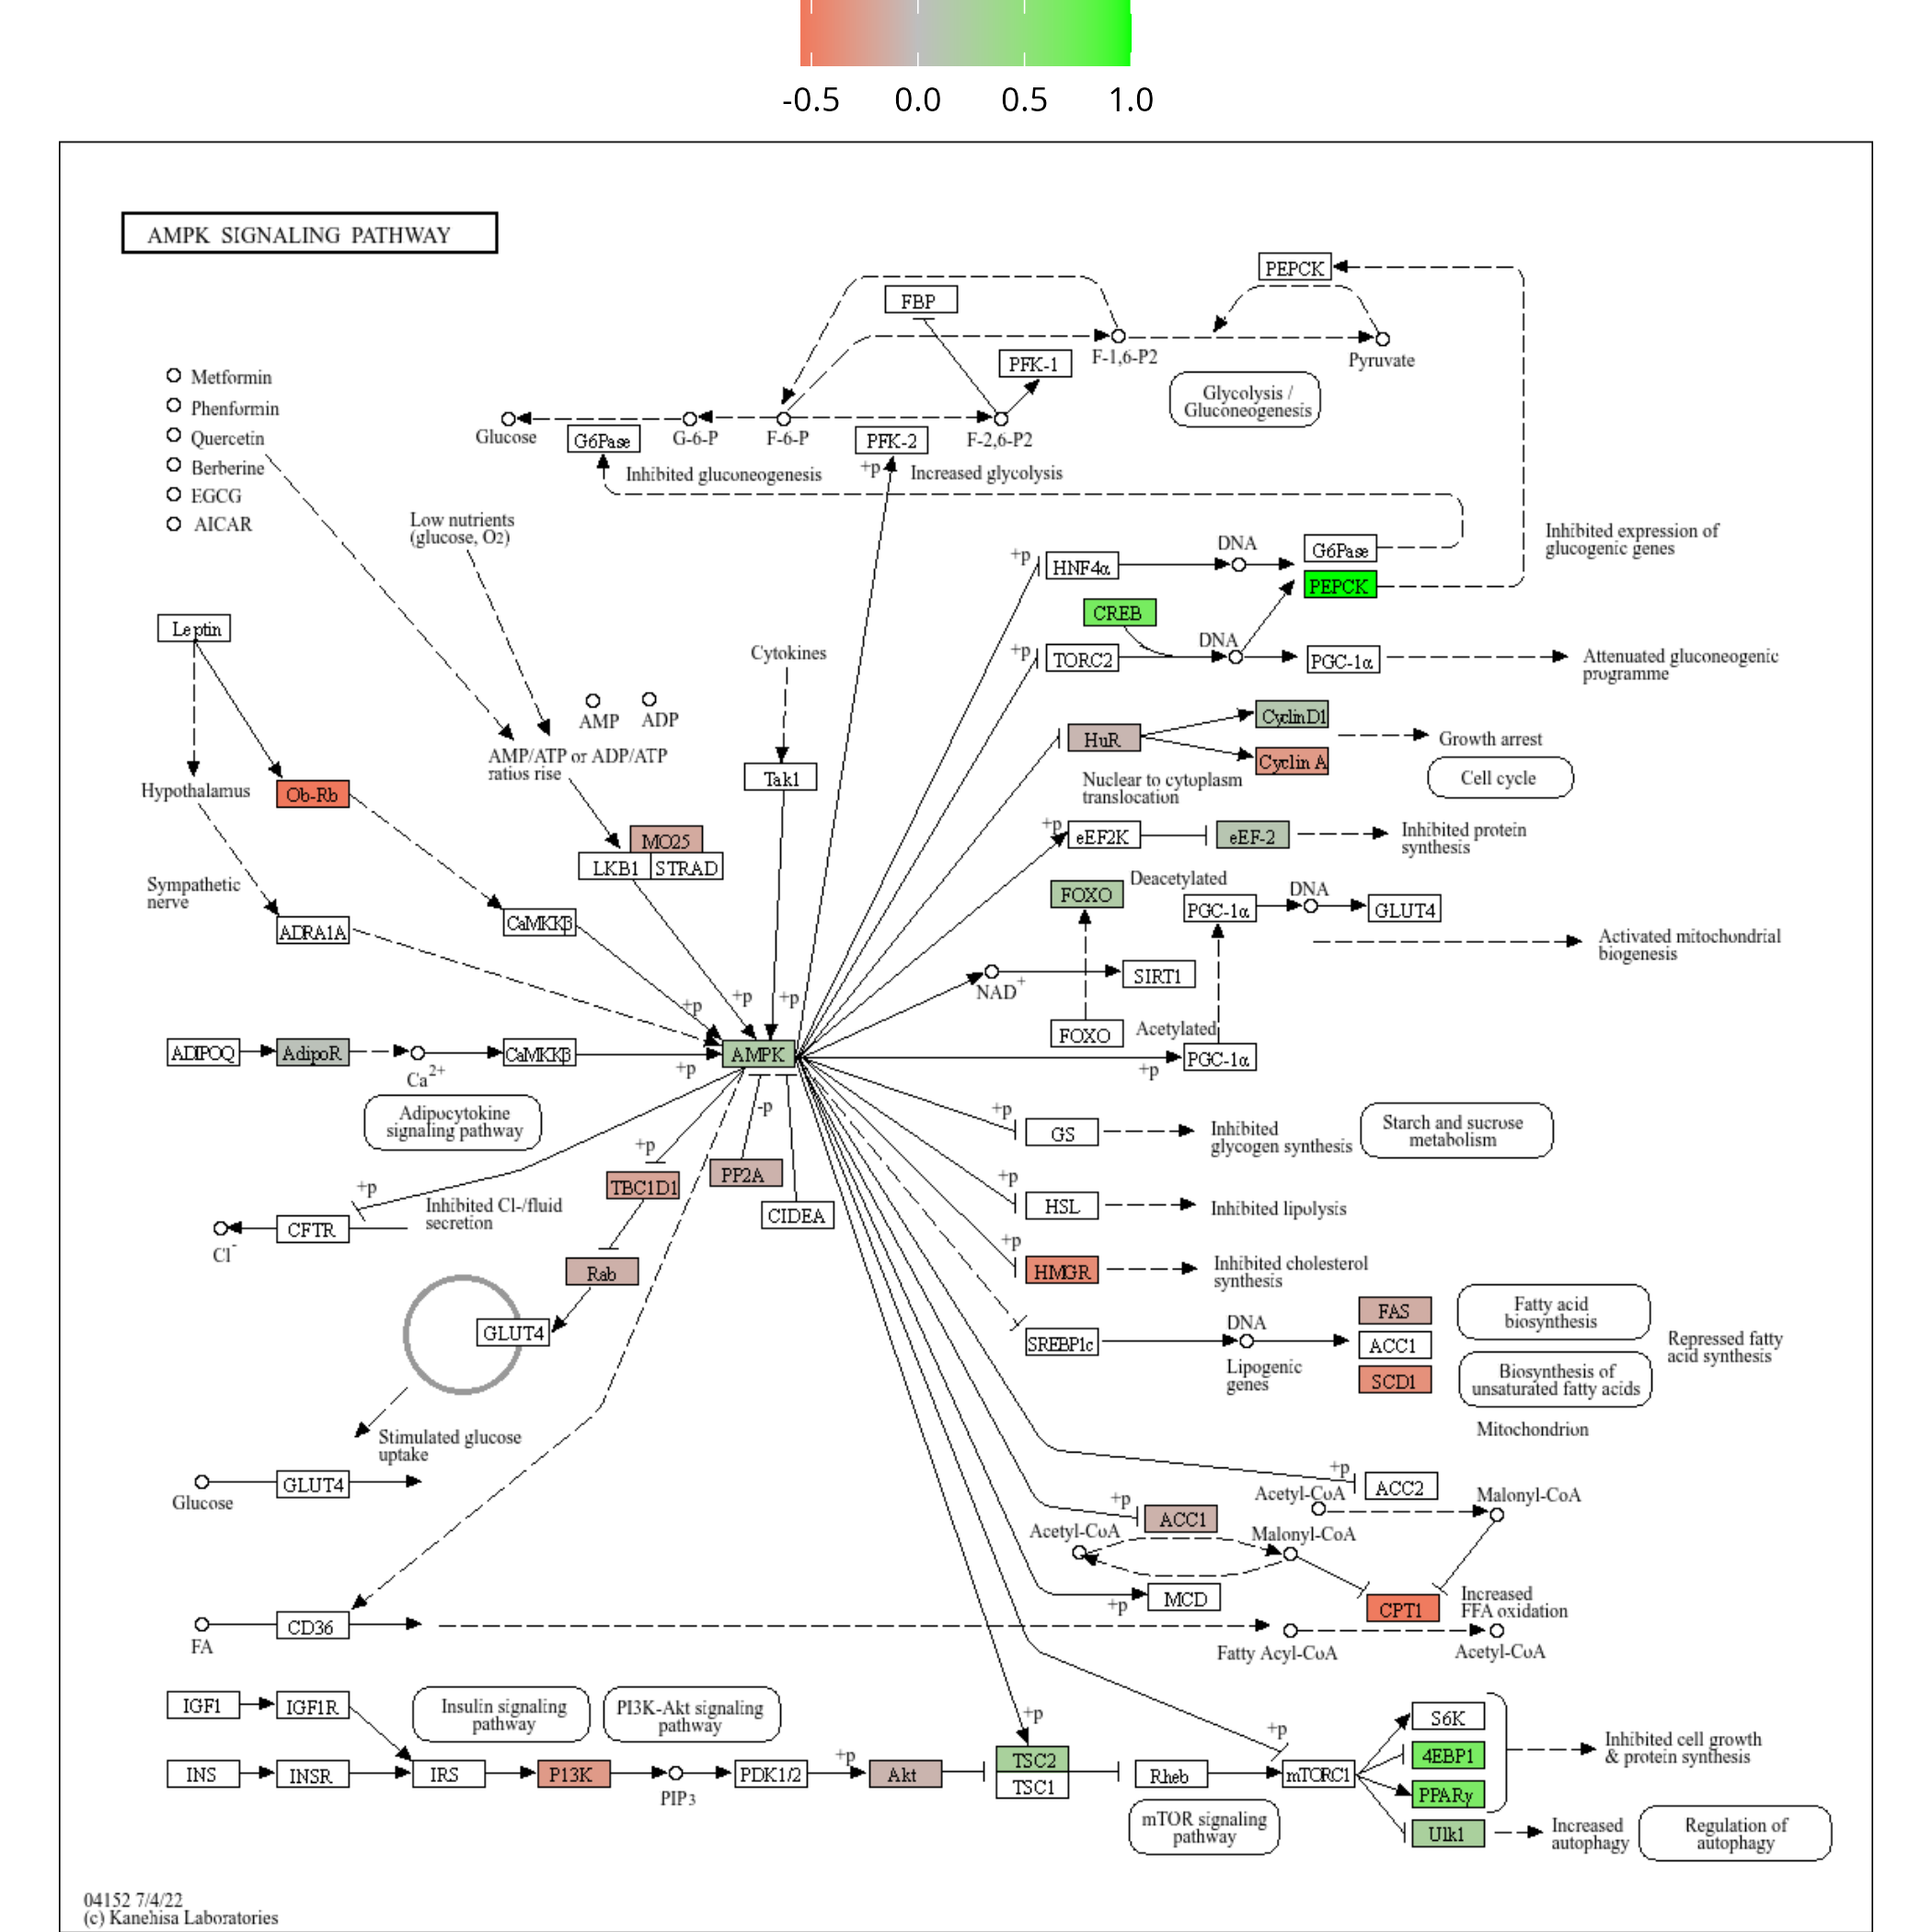 -0.5 0.0 0.5 1.0
AMPK SIGNALING PATHWAY
PEPCK
FBP
F-1,6-P2
Pyruvate
PFK-1
Glycolysis /
Gluconeogenesis
Metformin
Phenformin
Quercetin
Berberine
EGCG
AICAR
Glucose
G6Pase
G-6-P
F-6-P
PFK-2
F-2,6-P2
+p
Inhibited gluconeogenesis
Increased glycolysis
Low nutrients
(glucose, O2)
+p
HNF4α
DNA
G6Pase
PEPCK
Inhibited expression of
glucogenic genes
CREB
+p
TORC2
DNA
PGC-1α
Attenuated gluconeogenic
programme
Leptin
Cytokines
AMP
ADP
AMP/ATP or ADP/ATP
ratios rise
Tak1
HuR
CyclinD1
Cyclin A
Growth arrest
Cell cycle
Nuclear to cytoplasm
translocation
Hypothalamus
Ob-Rb
MO25
LKB1
STRAD
+p
eEF2K
eEF-2
Inhibited protein
synthesis
Sympathetic
nerve
ADRA1A
CaMKKβ
FOXO
Deacetylated
PGC-1α
DNA
GLUT4
Activated mitochondrial
biogenesis
NAD+
SIRT1
FOXO
Acetylated
PGC-1α
+p
+p
+p
+p
ADIPOQ
AdipoR
Ca2+
CaMKKβ
+p
AMPK
Adipocytokine
signaling pathway
-p
+p
TBC1D1
PP2A
CIDEA
+p
CFTR
Cl-
Inhibited Cl-/fluid
secretion
Rab
GLUT4
Stimulated glucose
uptake
Glucose
GLUT4
+p
GS
Inhibited
glycogen synthesis
Starch and sucrose
metabolism
+p
HSL
Inhibited lipolysis
+p
HMGR
Inhibited cholesterol
synthesis
SREBP1c
DNA
Lipogenic
genes
FAS
ACC1
SCD1
Fatty acid
biosynthesis
Biosynthesis of
unsaturated fatty acids
Repressed fatty
acid synthesis
Mitochondrion
+p
ACC2
Acetyl-CoA
Malonyl-CoA
+p
ACC1
Acetyl-CoA
Malonyl-CoA
+p
MCD
CPT1
Increased
FFA oxidation
FA
CD36
Fatty Acyl-CoA
Acetyl-CoA
IGF1
IGF1R
Insulin signaling
pathway
PI3K-Akt signaling
pathway
INS
INSR
IRS
P13K
PIP3
PDK1/2
+p
Akt
+p
TSC2
TSC1
Rheb
+p
mTORC1
mTOR signaling
pathway
S6K
4EBP1
PPARγ
Ulk1
Inhibited cell growth
& protein synthesis
Increased
autophagy
Regulation of
autophagy
04152 7/4/22
(c) Kanehisa Laboratories